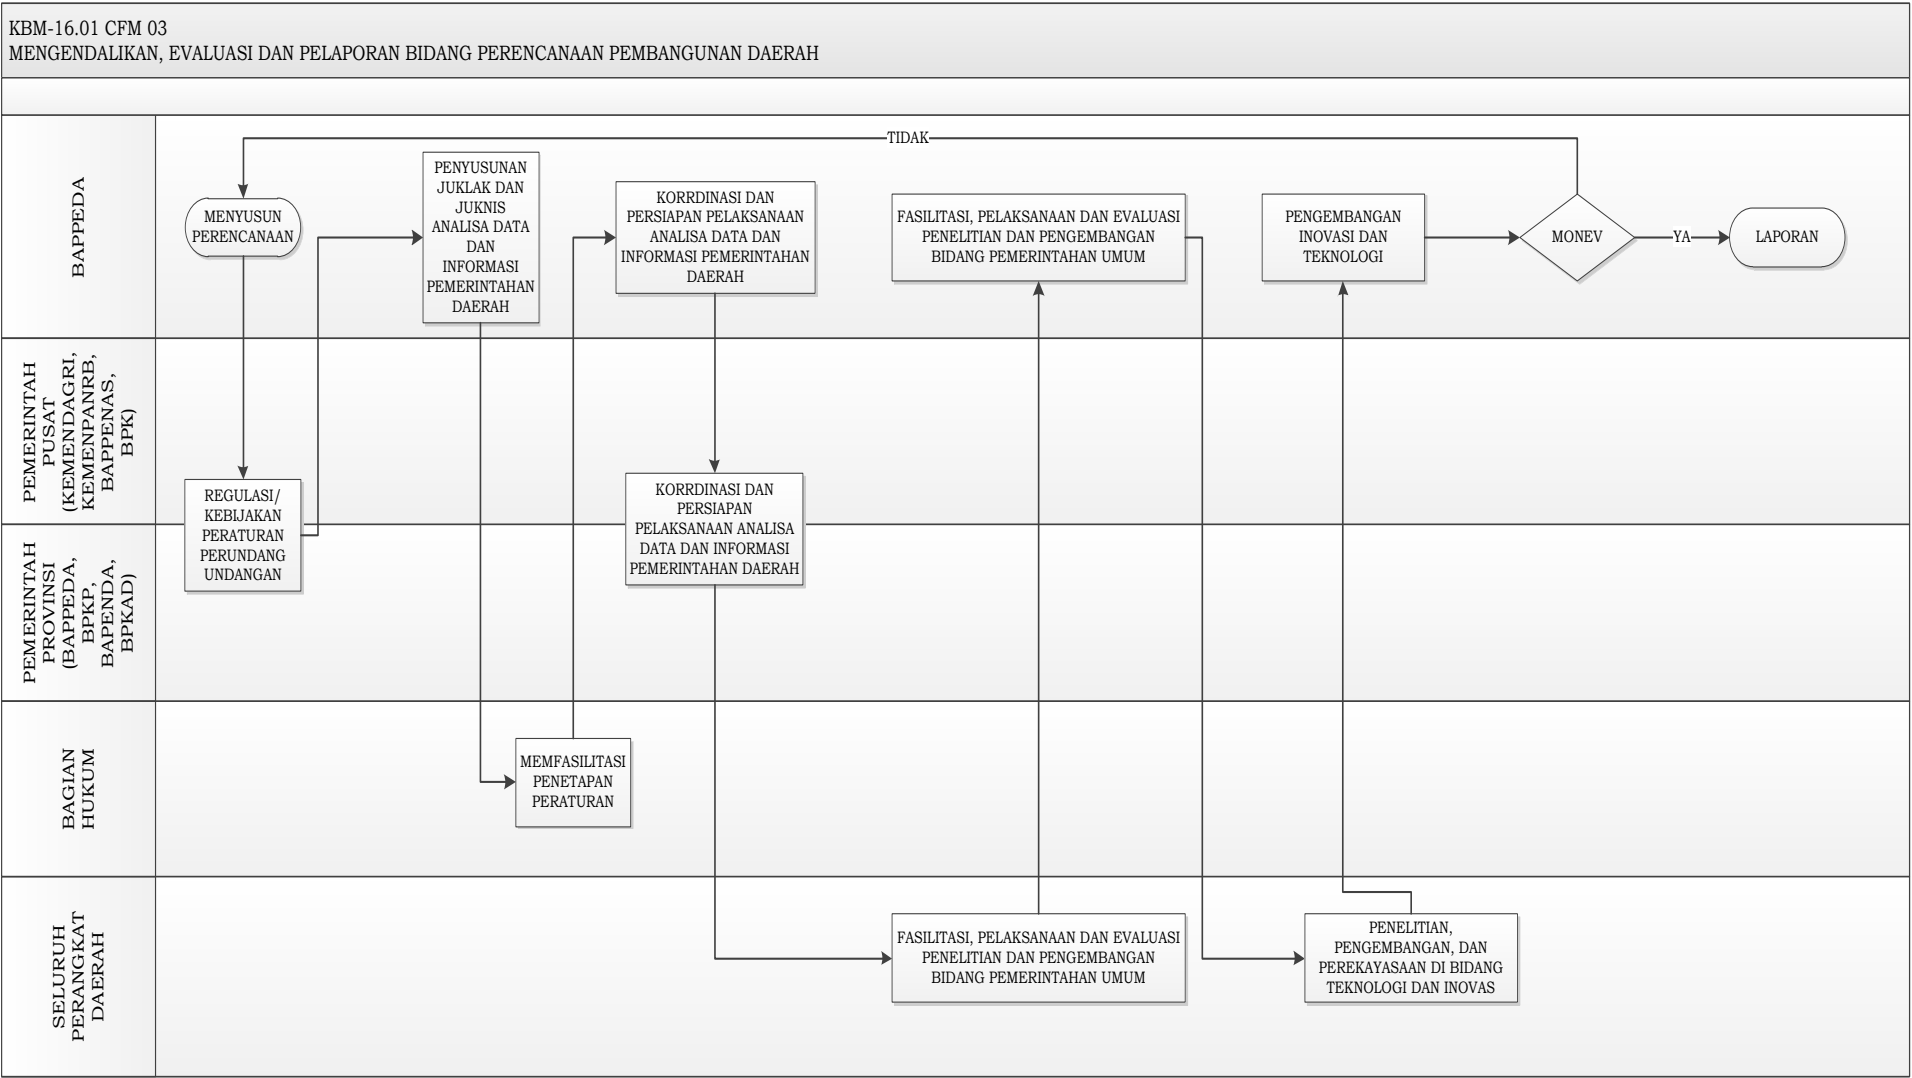 KBM-16.01 CFM 03
MENGENDALIKAN, EVALUASI DAN PELAPORAN BIDANG PERENCANAAN PEMBANGUNAN DAERAH
BAPPEDA
TIDAK
MENYUSUN
PERENCANAAN
PENYUSUNAN
JUKLAK DAN
JUKNIS
ANALISA DATA
DAN
INFORMASI
PEMERINTAHAN
DAERAH
KORRDINASI DAN
PERSIAPAN PELAKSANAAN
ANALISA DATA DAN
INFORMASI PEMERINTAHAN
DAERAH
FASILITASI, PELAKSANAAN DAN EVALUASI
PENELITIAN DAN PENGEMBANGAN
BIDANG PEMERINTAHAN UMUM
PENGEMBANGAN
INOVASI DAN
TEKNOLOGI
MONEV
YA
LAPORAN
PEMERINTAH
PUSAT
(KEMENDAGRI,
KEMENPANRB,
BAPPENAS,
BPK)
REGULASI/
KEBIJAKAN
PERATURAN
PERUNDANG
UNDANGAN
KORRDINASI DAN
PERSIAPAN
PELAKSANAAN ANALISA
DATA DAN INFORMASI
PEMERINTAHAN DAERAH
PEMERINTAH
PROVINSI
(BAPPEDA,
BPKP,
BAPENDA,
BPKAD)
BAGIAN
HUKUM
MEMFASILITASI
PENETAPAN
PERATURAN
SELURUH
PERANGKAT
DAERAH
FASILITASI, PELAKSANAAN DAN EVALUASI
PENELITIAN DAN PENGEMBANGAN
BIDANG PEMERINTAHAN UMUM
PENELITIAN,
PENGEMBANGAN, DAN
PEREKAYASAAN DI BIDANG
TEKNOLOGI DAN INOVAS